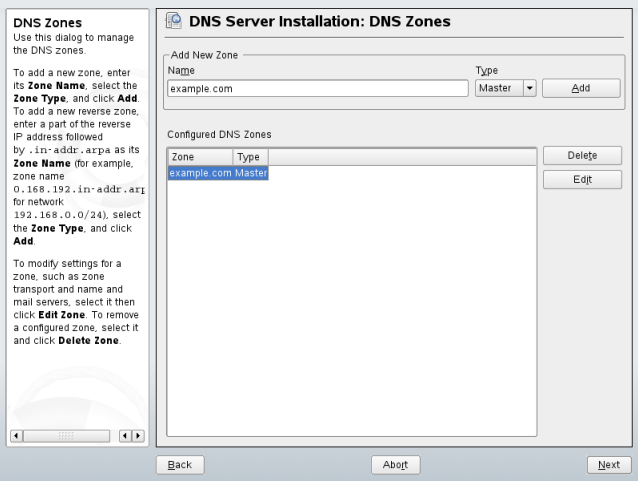 DNS Zones
Use this dialog to manage
the DNS zones.
To add a new zone, enter
its Zone Name, select the
Zone Type, and click Add.
To add a new reverse zone,
enter a part of the reverse
IP address followed
by .in-addr.arpa as its
Zone Name (for example,
zone name
0.168.192.in-addr.arp
for network
192.168.0.0/24), select
the Zone Type, and click
Add.
To modify settings for a
zone, such as zone
transport and name and
mail servers, select it then
click Edit Zone. To remove
a configured zone, select it
and click Delete Zone.
DNS Server Installation: DNS Zones
Add New Zone
Name Type
example.com Master Add
Configured DNS Zones
Zone Type
example.com Master
Delete
Edit
Back Abort Next